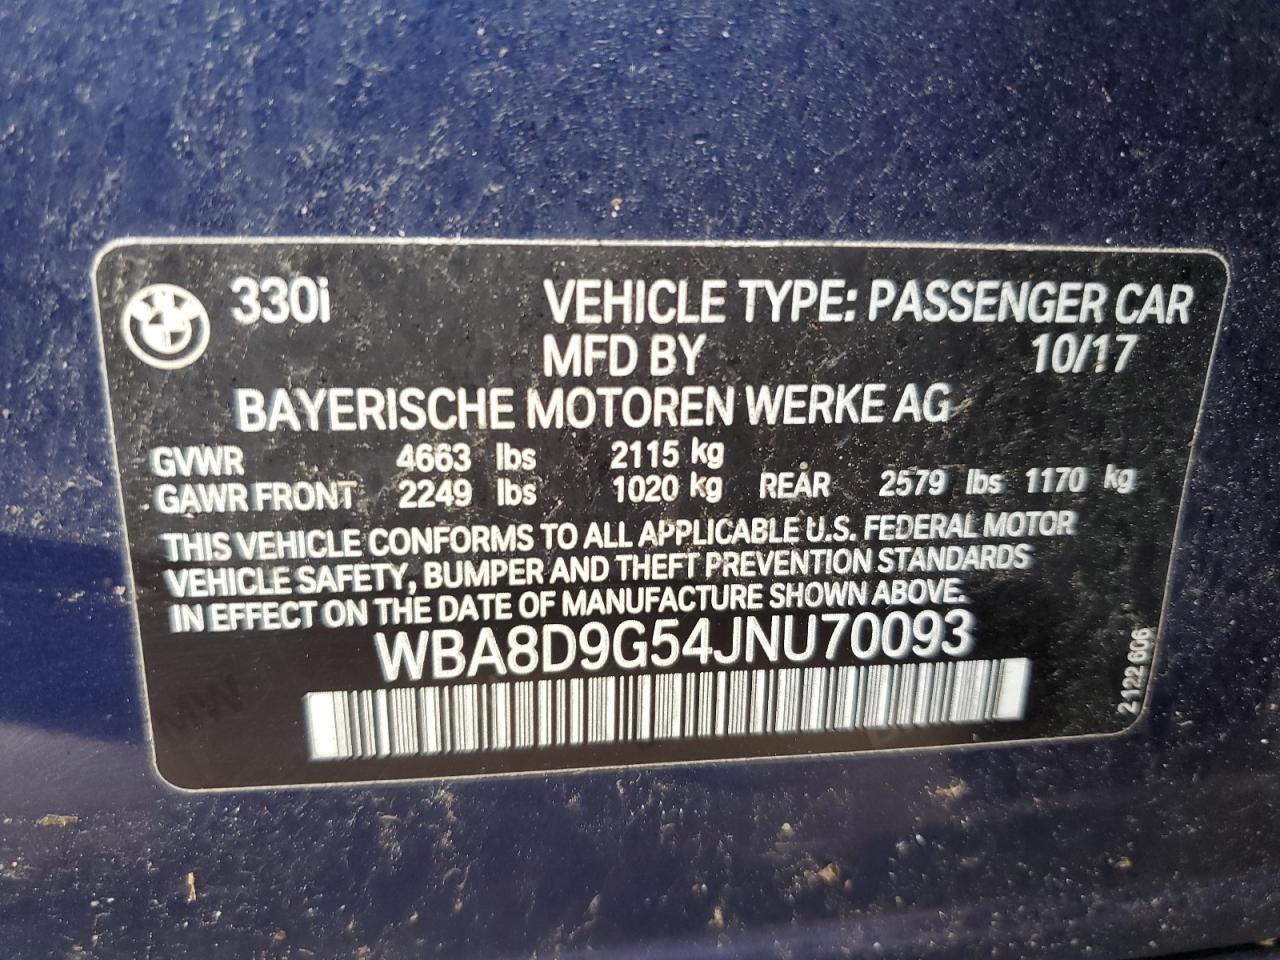 330i VEHICLE TYPE: PASSENGER CAR
MFD BY 10/17
BAYERISCHE MOTOREN WERKE AG
GVWR 4663 lbs 2115 kg
GAWR FRONT 2249 lbs 1020 kg REAR 2579 lbs 1170 kg
THIS VEHICLE CONFORMS TO ALL APPLICABLE U.S. FEDERAL MOTOR
VEHICLE SAFETY, BUMPER AND THEFT PREVENTION STANDARDS
IN EFFECT ON THE DATE OF MANUFACTURE SHOWN ABOVE.
WBA8D9G54JNU70093
2 122 606